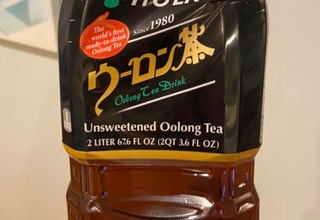 Since 1980
The
world's first
ready-to-drink
Oolong Tea
ウーロン茶
Oolong Tea Drink
Unsweetened Oolong Tea
2 LITER 67.6 FL OZ (2QT 3.6 FL OZ)